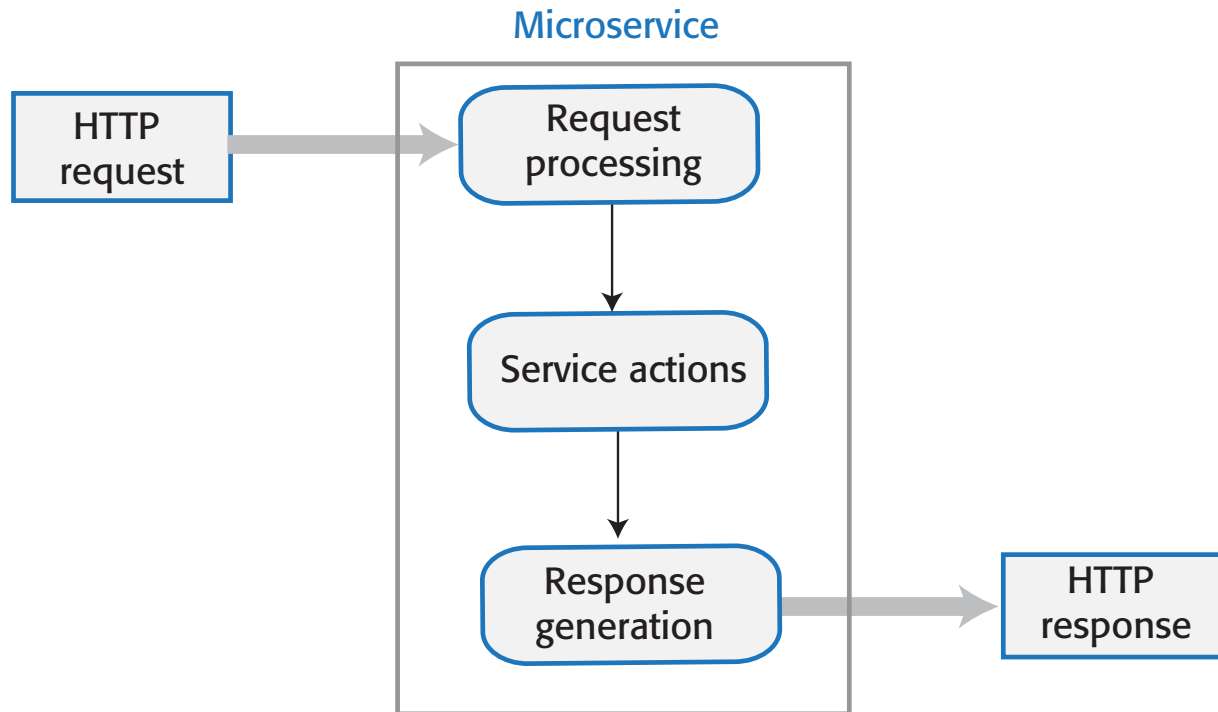 Microservice
HTTP
request
Request
processing
Service actions
Response
generation
HTTP
response